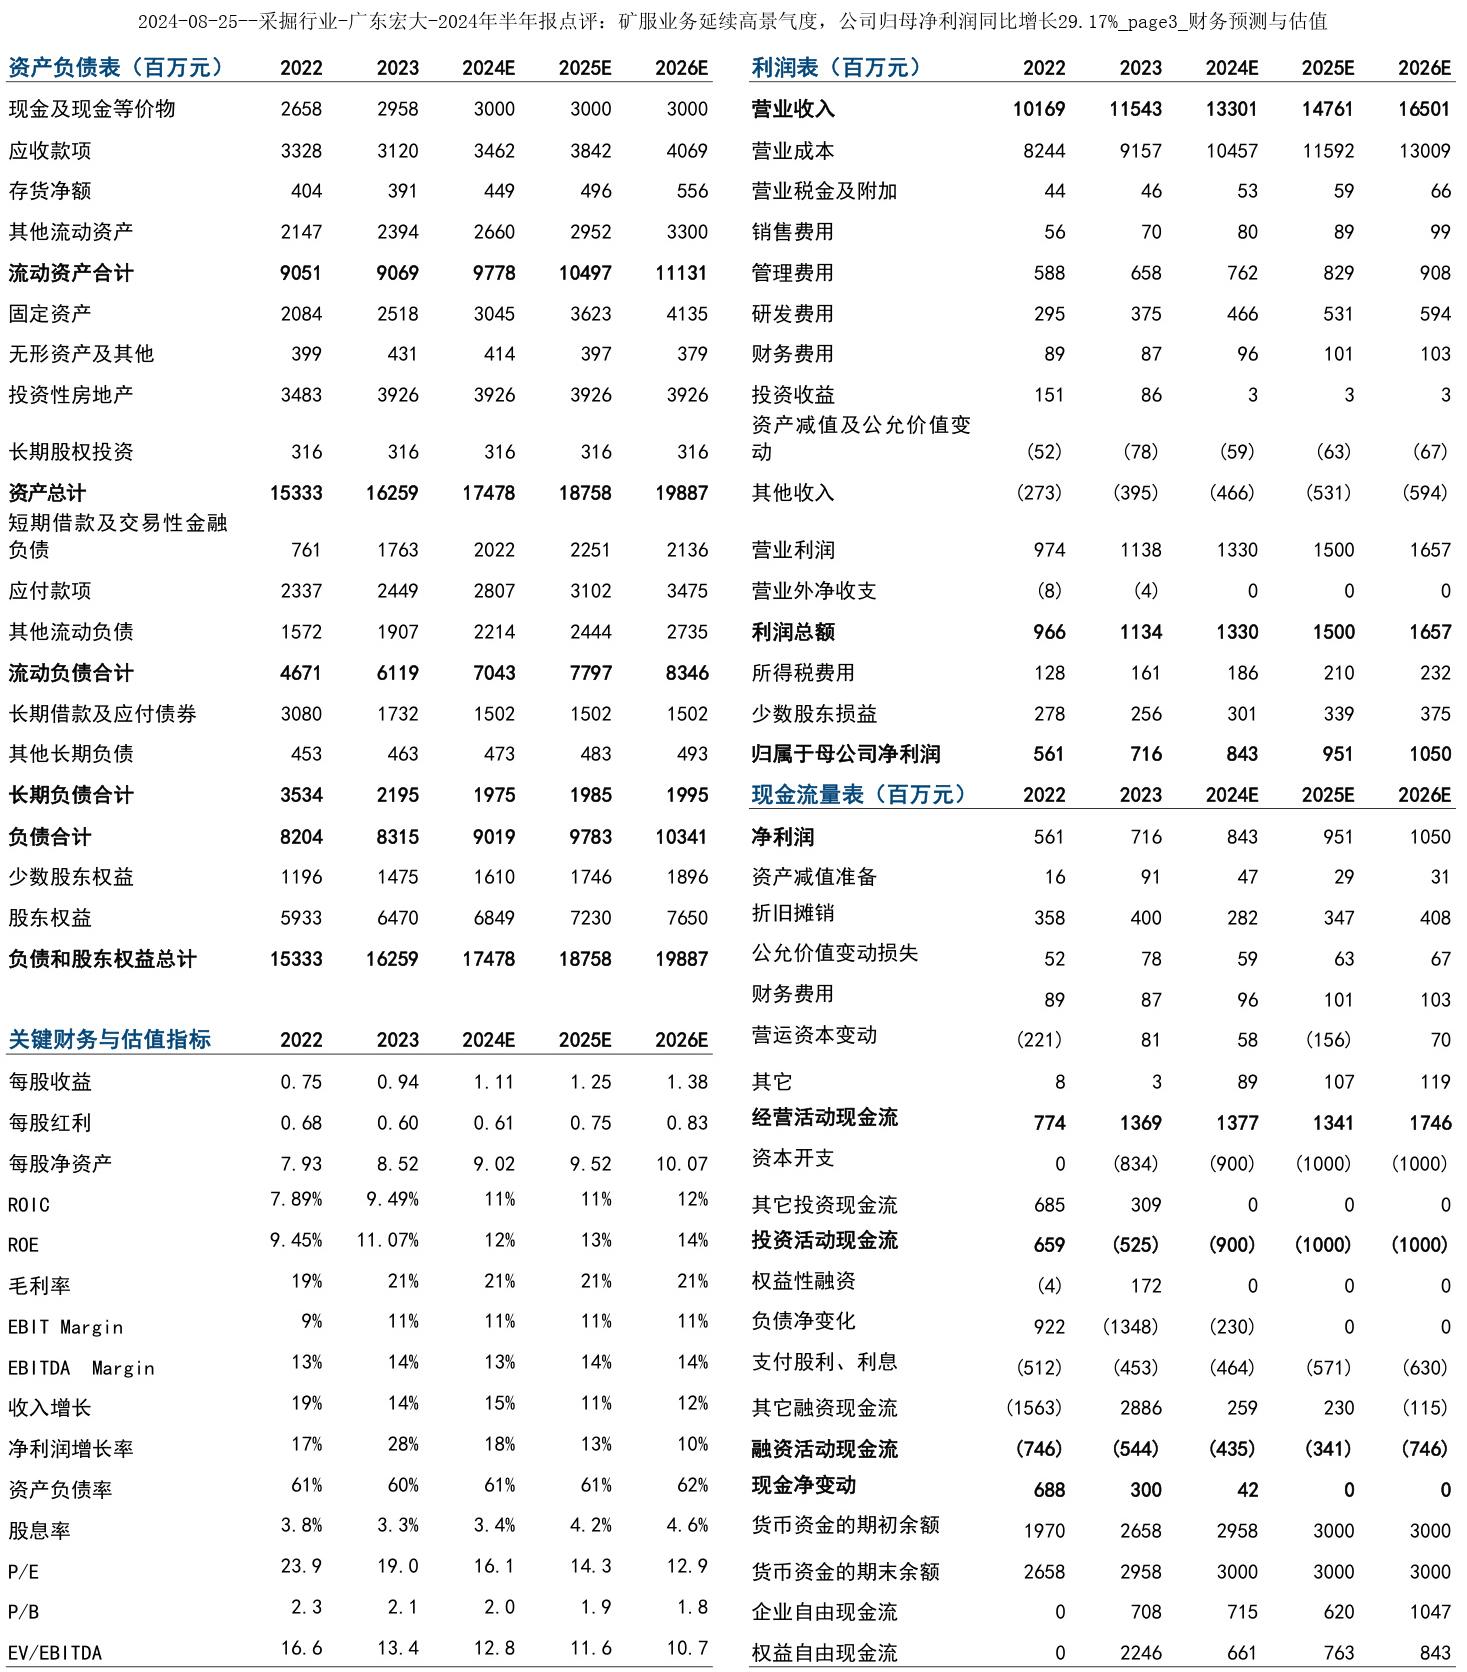 2024-08-25--采掘行业-广东宏大-2024年半年报点评：矿服业务延续高景气度，公司归母净利润同比增长29.17%_page3_财务预测与估值
资产负债表（百万元） 2022 2023 2024E 2025E 2026E
现金及现金等价物 2658 2958 3000 3000 3000
应收款项 3328 3120 3462 3842 4069
存货净额 404 391 449 496 556
其他流动资产 2147 2394 2660 2952 3300
流动资产合计 9051 9069 9778 10497 11131
固定资产 2084 2518 3045 3623 4135
无形资产及其他 399 431 414 397 379
投资性房地产 3483 3926 3926 3926 3926
长期股权投资 316 316 316 316 316
资产总计 15333 16259 17478 18758 19887
短期借款及交易性金融
负债 761 1763 2022 2251 2136
应付款项 2337 2449 2807 3102 3475
其他流动负债 1572 1907 2214 2444 2735
流动负债合计 4671 6119 7043 7797 8346
长期借款及应付债券 3080 1732 1502 1502 1502
其他长期负债 453 463 473 483 493
长期负债合计 3534 2195 1975 1985 1995
负债合计 8204 8315 9019 9783 10341
少数股东权益 1196 1475 1610 1746 1896
股东权益 5933 6470 6849 7230 7650
负债和股东权益总计 15333 16259 17478 18758 19887
关键财务与估值指标 2022 2023 2024E 2025E 2026E
每股收益 0.75 0.94 1.11 1.25 1.38
每股红利 0.68 0.60 0.61 0.75 0.83
每股净资产 7.93 8.52 9.02 9.52 10.07
ROIC 7.89% 9.49% 11% 11% 12%
ROE 9.45% 11.07% 12% 13% 14%
毛利率 19% 21% 21% 21% 21%
EBIT Margin 9% 11% 11% 11% 11%
EBITDA Margin 13% 14% 13% 14% 14%
收入增长 19% 14% 15% 11% 12%
净利润增长率 17% 28% 18% 13% 10%
资产负债率 61% 60% 61% 61% 62%
股息率 3.8% 3.3% 3.4% 4.2% 4.6%
P/E 23.9 19.0 16.1 14.3 12.9
P/B 2.3 2.1 2.0 1.9 1.8
EV/EBITDA 16.6 13.4 12.8 11.6 10.7
利润表（百万元） 2022 2023 2024E 2025E 2026E
营业收入 10169 11543 13301 14761 16501
营业成本 8244 9157 10457 11592 13009
营业税金及附加 44 46 53 59 66
销售费用 56 70 80 89 99
管理费用 588 658 762 829 908
研发费用 295 375 466 531 594
财务费用 89 87 96 101 103
投资收益 151 86 3 3 3
资产减值及公允价值变
动 (52) (78) (59) (63) (67)
其他收入 (273) (395) (466) (531) (594)
营业利润 974 1138 1330 1500 1657
营业外净收支 (8) (4) 0 0 0
利润总额 966 1134 1330 1500 1657
所得税费用 128 161 186 210 232
少数股东损益 278 256 301 339 375
归属于母公司净利润 561 716 843 951 1050
现金流量表（百万元） 2022 2023 2024E 2025E 2026E
净利润 561 716 843 951 1050
资产减值准备 16 91 47 29 31
折旧摊销 358 400 282 347 408
公允价值变动损失 52 78 59 63 67
财务费用 89 87 96 101 103
营运资本变动 (221) 81 58 (156) 70
其它 8 3 89 107 119
经营活动现金流 774 1369 1377 1341 1746
资本开支 0 (834) (900) (1000) (1000)
其它投资现金流 685 309 0 0 0
投资活动现金流 659 (525) (900) (1000) (1000)
权益性融资 (4) 172 0 0 0
负债净变化 922 (1348) (230) 0 0
支付股利、利息 (512) (453) (464) (571) (630)
其它融资现金流 (1563) 2886 259 230 (115)
融资活动现金流 (746) (544) (435) (341) (746)
现金净变动 688 300 42 0 0
货币资金的期初余额 1970 2658 2958 3000 3000
货币资金的期末余额 2658 2958 3000 3000 3000
企业自由现金流 0 708 715 620 1047
权益自由现金流 0 2246 661 763 843